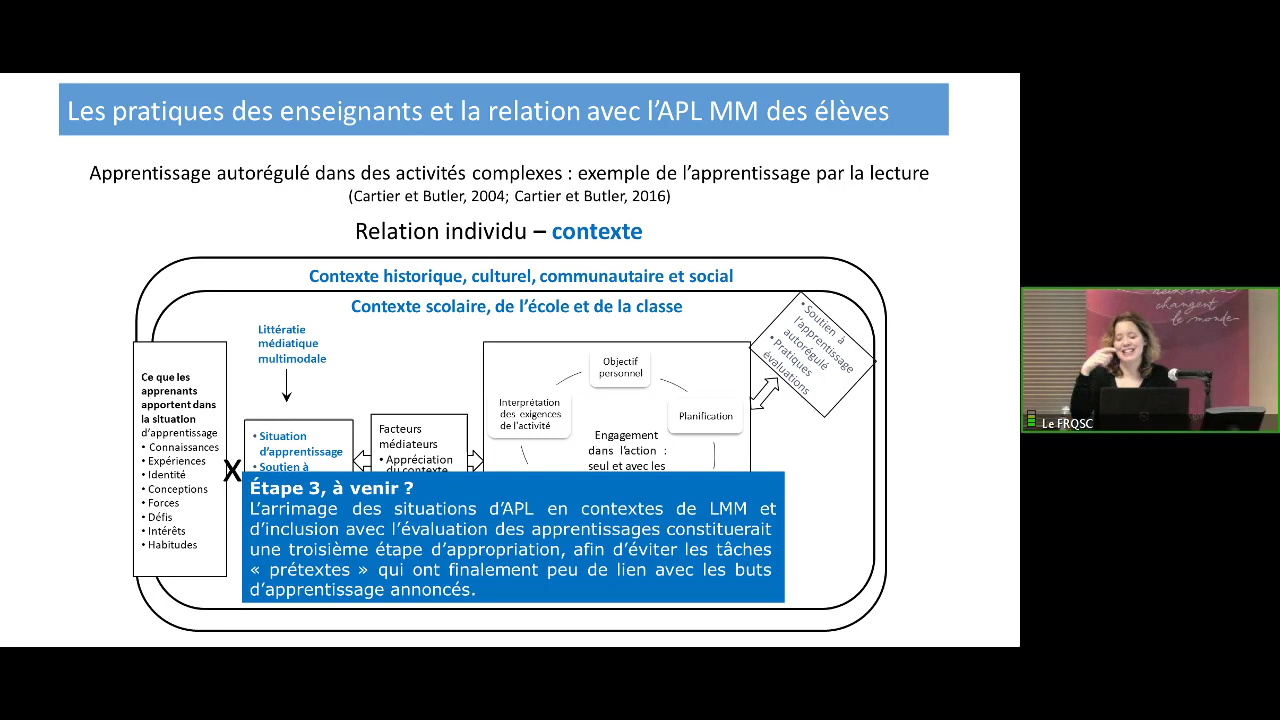 Les pratiques des enseignants et la relation avec l'APL MM des élèves
Apprentissage autorégulé dans des activités complexes : exemple de l'apprentissage par la lecture
(Cartier et Butler, 2004; Cartier et Butler, 2016)
Relation individu – contexte
Contexte historique, culturel, communautaire et social
Contexte scolaire, de l'école et de la classe
Littératie
médiatique
multimodale
Ce que les
apprenants
apportent dans
la situation
d'apprentissage
• Connaissances
• Expériences
• Identité
• Conceptions
• Forces
• Défis
• Intérêts
• Habitudes
X
• Situation
d'apprentissage
• Soutien à
Facteurs
médiateurs
• Appréciation
du contexte
Objectif
personnel
Interprétation
des exigences
de l'activité
Planification
Engagement
dans l'action :
seul et avec les
• Soutien à
l'apprentissage
autorégulé
• Pratiques
évaluations
Étape 3, à venir ?
L'arrimage des situations d'APL en contextes de LMM et
d'inclusion avec l'évaluation des apprentissages constituerait
une troisième étape d'appropriation, afin d'éviter les tâches
« prétextes » qui ont finalement peu de lien avec les buts
d'apprentissage annoncés.
changent
le monde
Le FRQSC